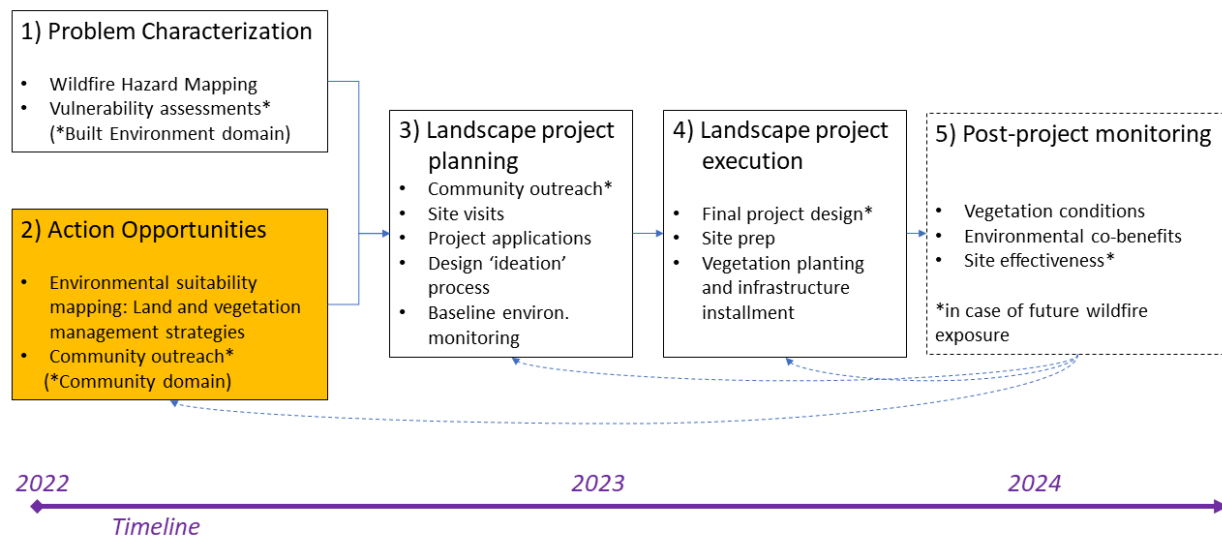 1) Problem Characterization
• Wildfire Hazard Mapping
• Vulnerability assessments*
(*Built Environment domain)
2) Action Opportunities
• Environmental suitability
mapping: Land and vegetation
management strategies
• Community outreach*
(*Community domain)
3) Landscape project
planning
• Community outreach*
• Site visits
• Project applications
• Design ‘ideation’
process
• Baseline environ.
monitoring
4) Landscape project
execution
• Final project design*
• Site prep
• Vegetation planting
and infrastructure
installment
5) Post-project monitoring
• Vegetation conditions
• Environmental co-benefits
• Site effectiveness*
*in case of future wildfire
exposure
2022
2023
2024
Timeline